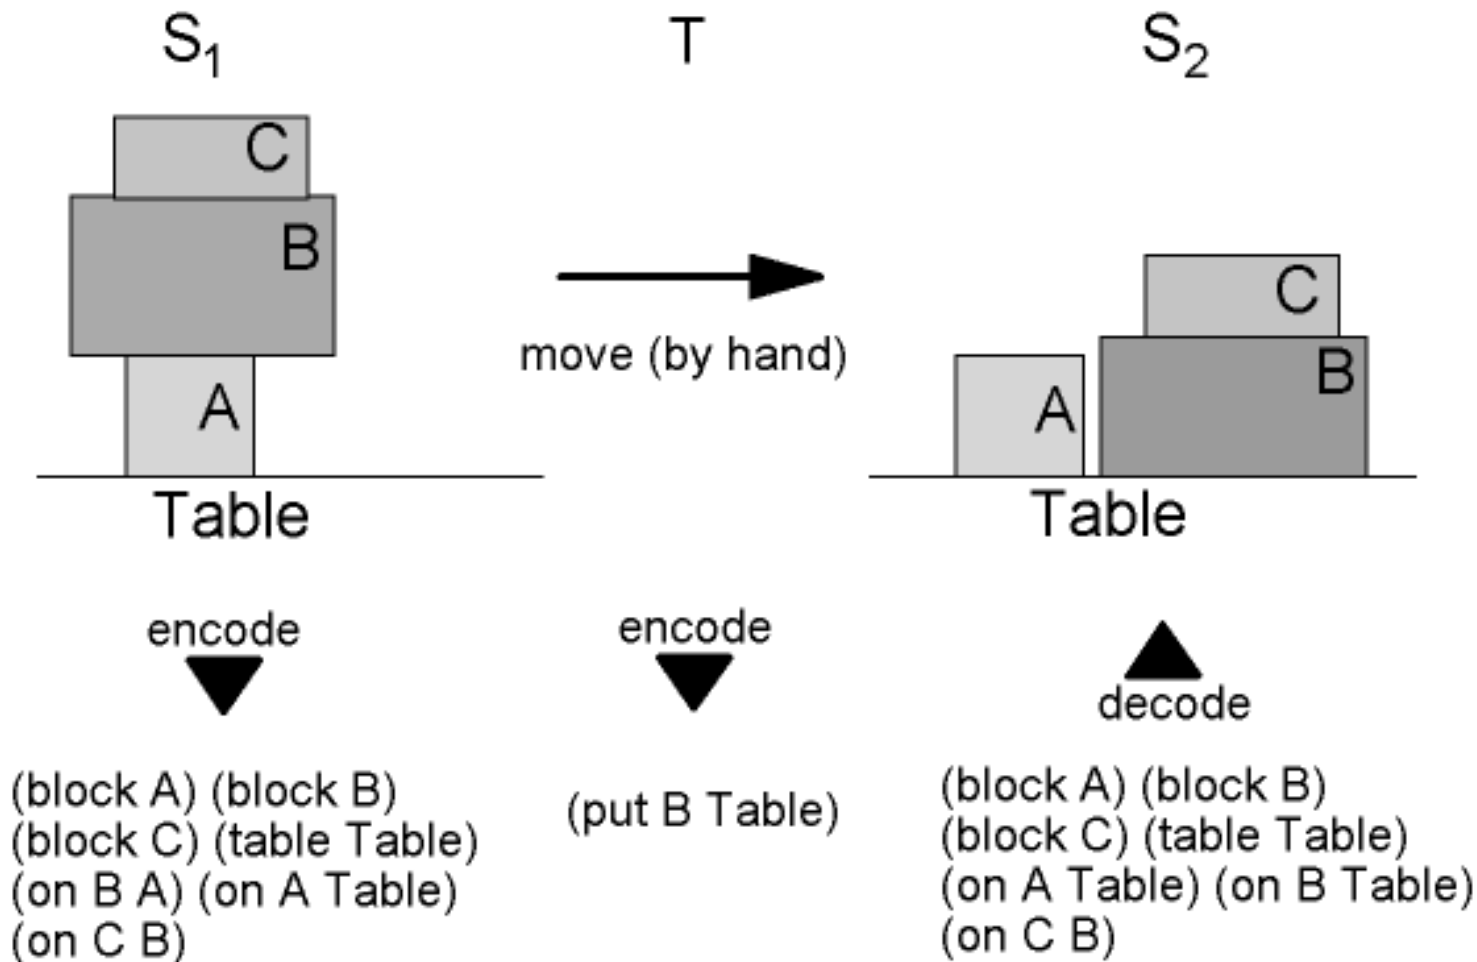 S1
T
S2
C
B
A
Table
move (by hand)
C
B
A
Table
encode
encode
decode
(block A) (block B)
(block C) (table Table)
(on B A) (on A Table)
(on C B)
(put B Table)
(block A) (block B)
(block C) (table Table)
(on A Table) (on B Table)
(on C B)